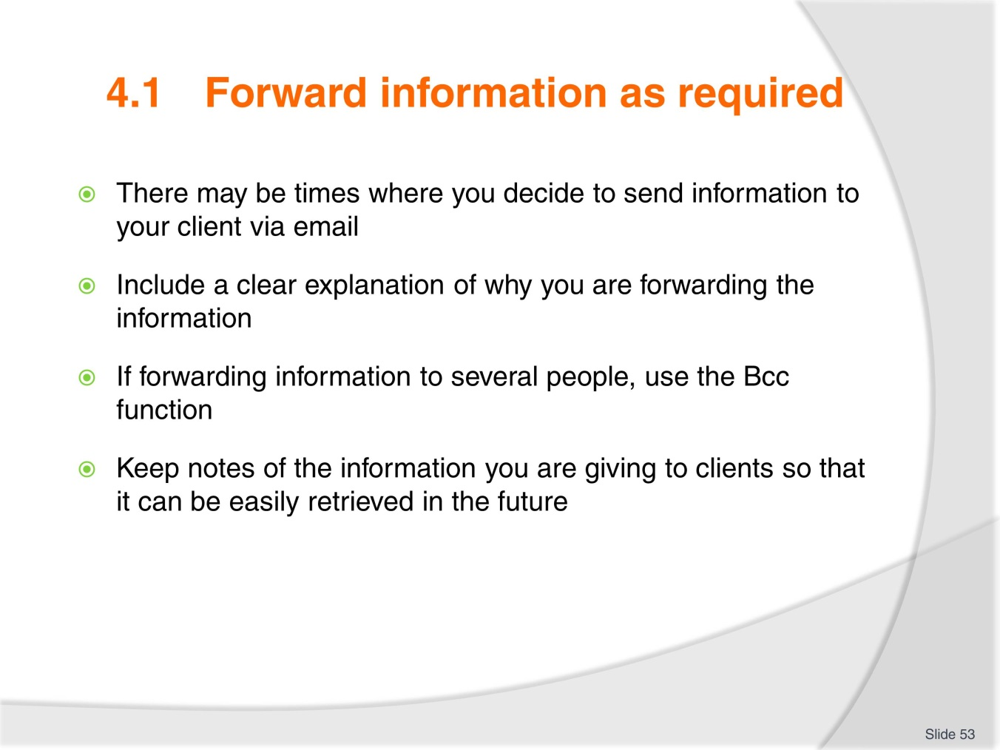 4.1 Forward information as required
There may be times where you decide to send information to
your client via email
Include a clear explanation of why you are forwarding the
information
If forwarding information to several people, use the Bcc
function
Keep notes of the information you are giving to clients so that
it can be easily retrieved in the future
Slide 53